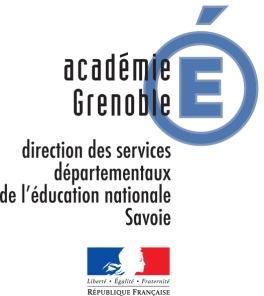 académie
Grenoble
É
direction des services
départementaux
de l'éducation nationale
Savoie
Liberté • Égalité • Fraternité
RÉPUBLIQUE FRANÇAISE